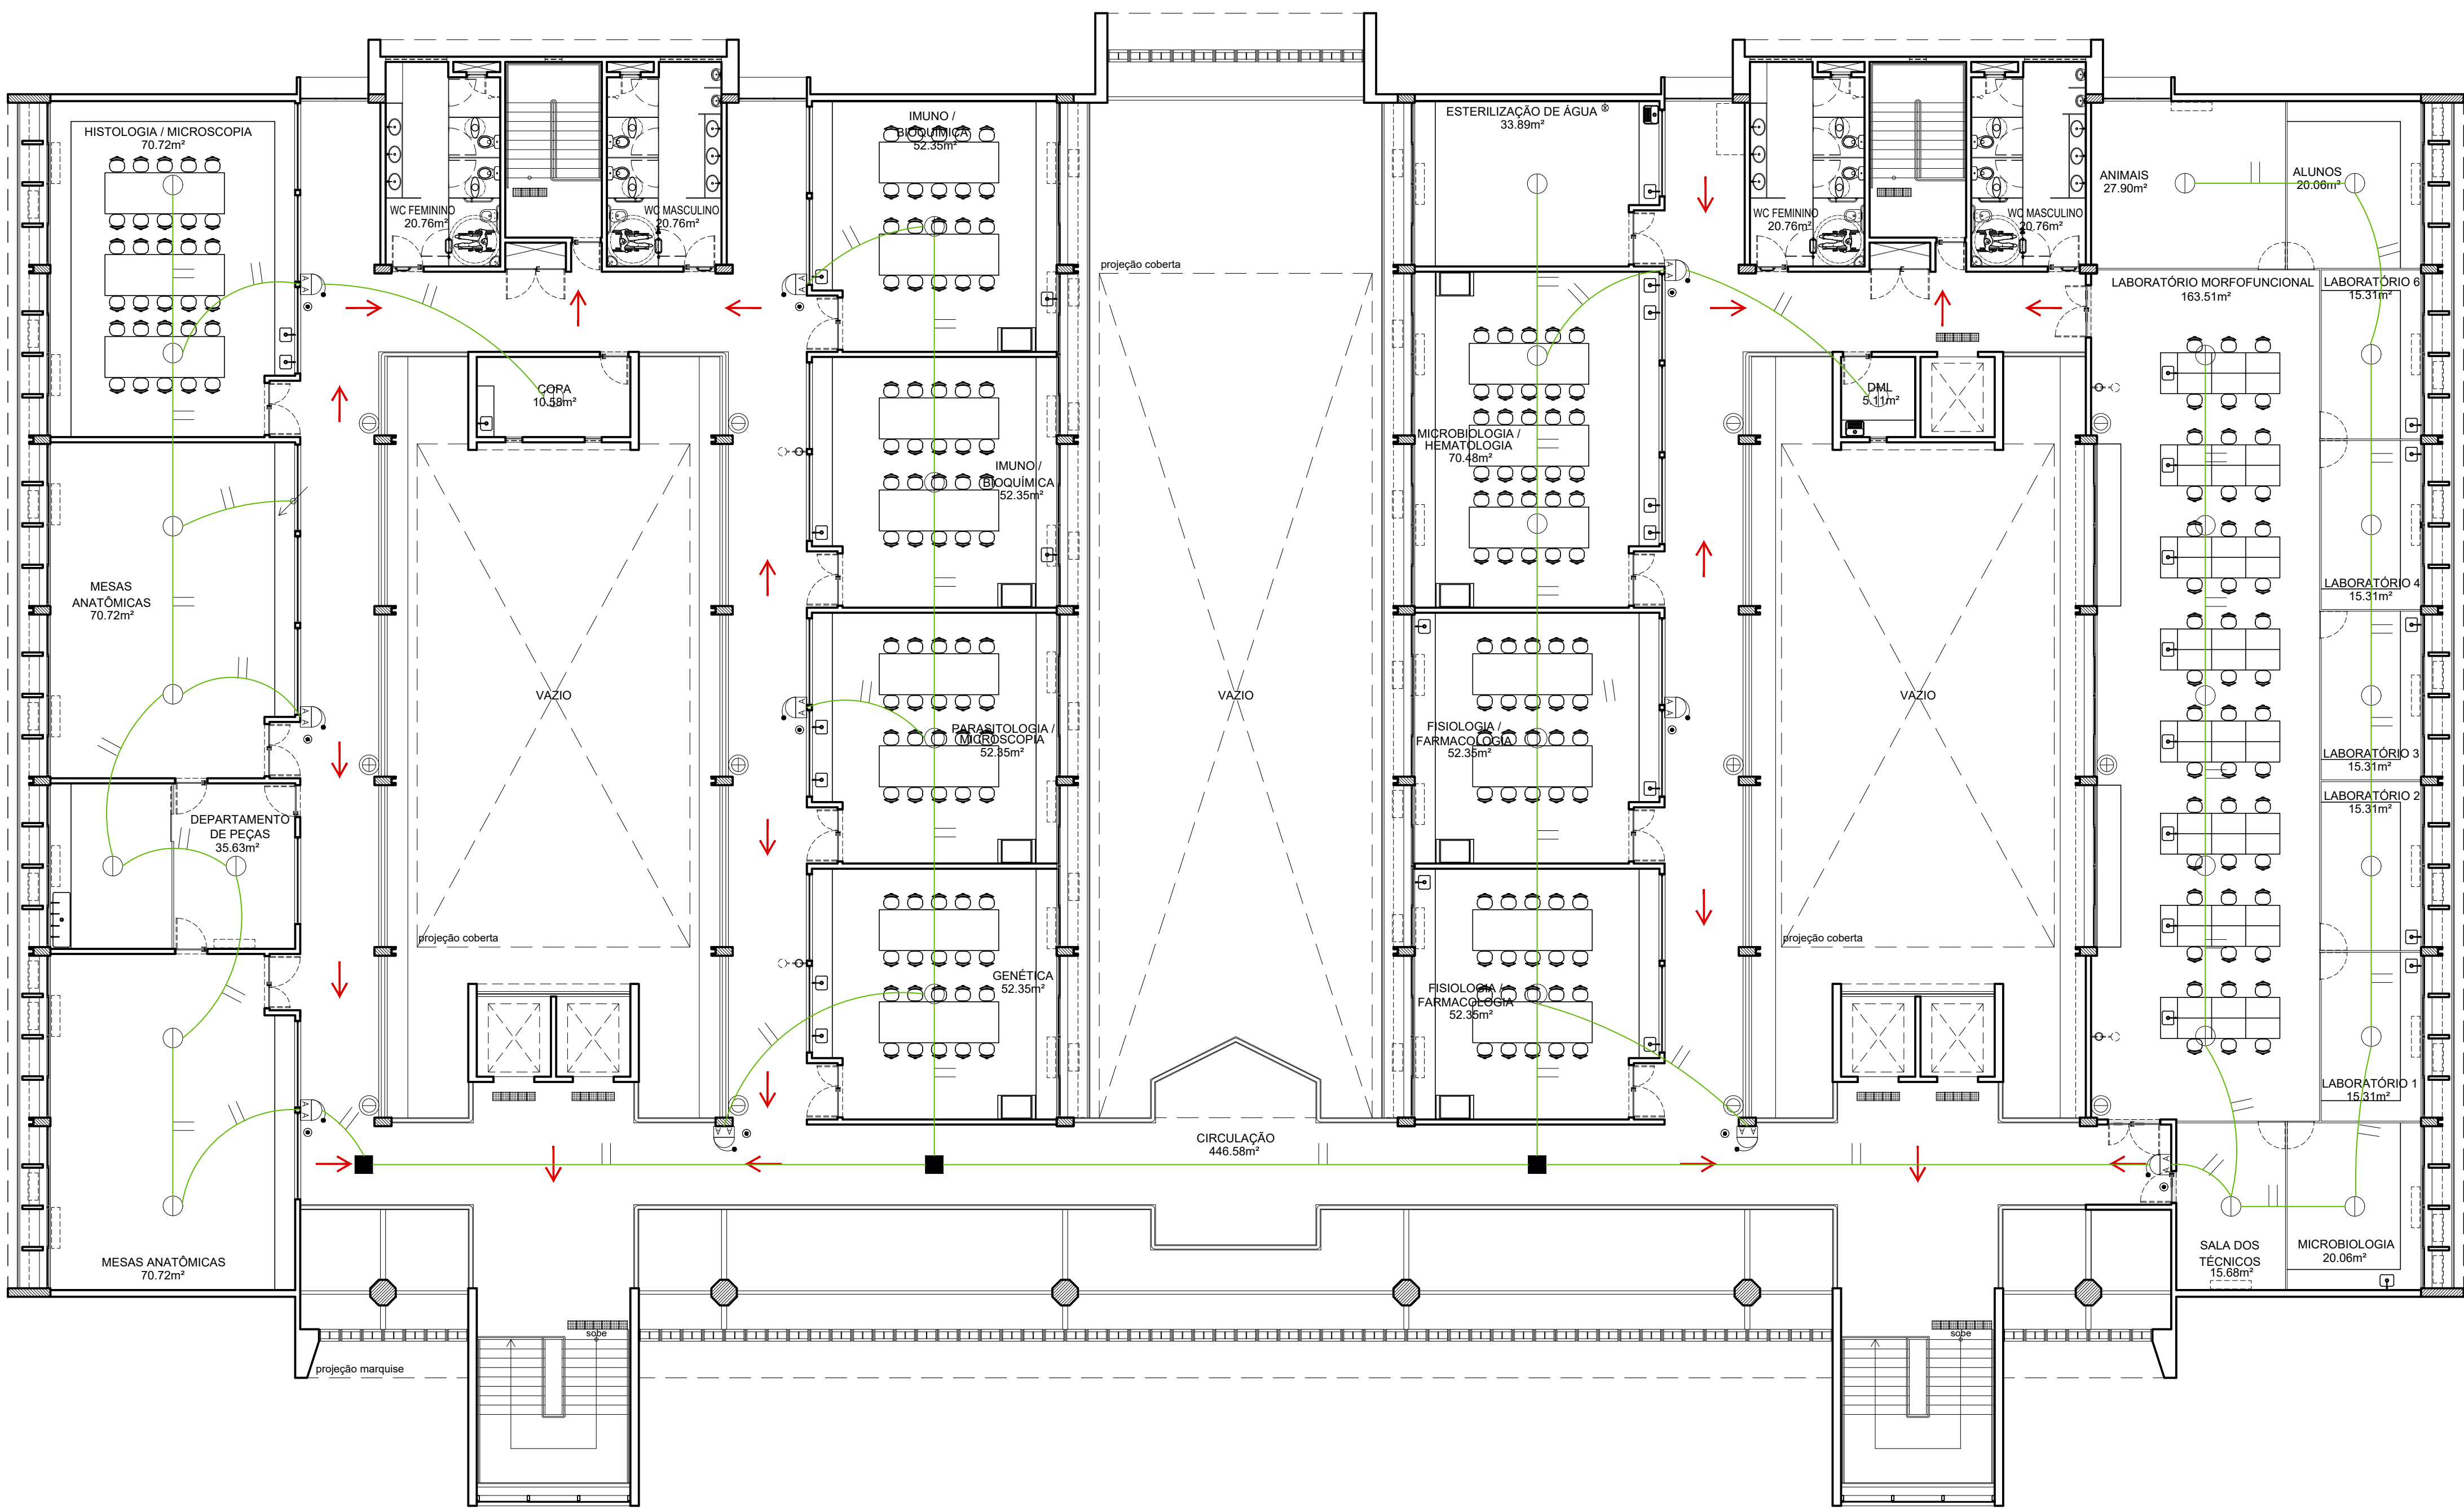 HISTOLOGIA / MICROSCOPIA
70.72m²
MESAS
ANATÔMICAS
70.72m²
DEPARTAMENTO
DE PEÇAS
35.63m²
MESAS ANATÔMICAS
70.72m²
WC FEMININO
20.76m²
WC MASCULINO
20.76m²
COPA
10.58m²
VAZIO
projeção coberta
IMUNO /
BIOQUÍMICA
52.35m²
IMUNO /
BIOQUÍMICA
52.35m²
PARASITOLOGIA /
MICROSCOPIA
52.35m²
GENÉTICA
52.35m²
projeção coberta
VAZIO
CIRCULAÇÃO
446.58m²
ESTERILIZAÇÃO DE ÁGUA
33.89m²
MICROBIOLOGIA /
HEMATOLOGIA
70.48m²
FISIOLOGIA /
FARMACOLOGIA
52.35m²
FISIOLOGIA /
FARMACOLOGIA
52.35m²
WC FEMININO
20.76m²
WC MASCULINO
20.76m²
DML
5.11m²
VAZIO
projeção coberta
ANIMAIS
27.90m²
ALUNOS
20.06m²
LABORATÓRIO MORFOFUNCIONAL
163.51m²
LABORATÓRIO 6
15.31m²
LABORATÓRIO 4
15.31m²
LABORATÓRIO 3
15.31m²
LABORATÓRIO 2
15.31m²
LABORATÓRIO 1
15.31m²
SALA DOS
TÉCNICOS
15.68m²
MICROBIOLOGIA
20.06m²
sobe
sobe
projeção marquise